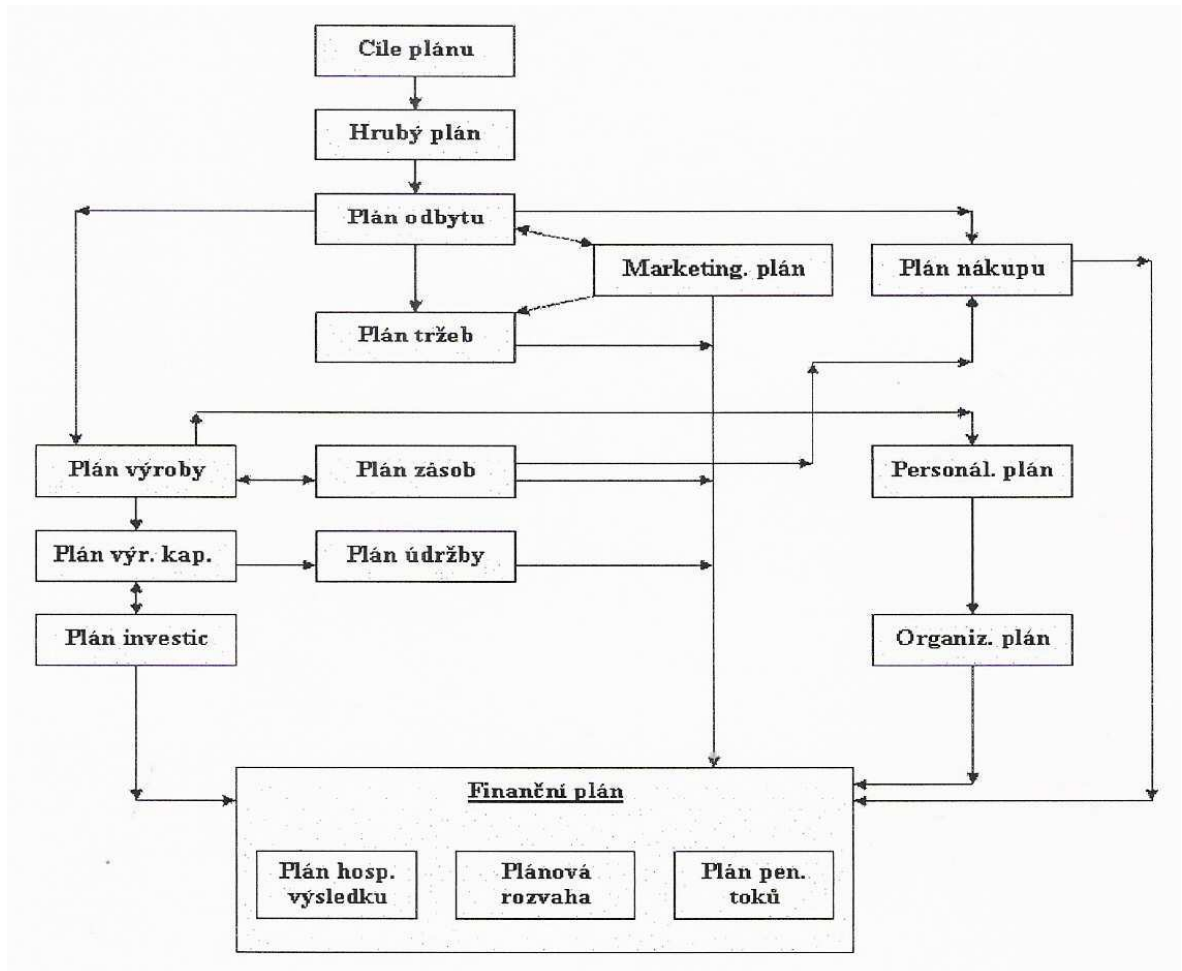 Cíle plánu
Hrubý plán
Plán odbytu
Marketing. plán
Plán nákupu
Plán tržeb
Plán výroby
Plán zásob
Personál. plán
Plán výr. kap.
Plán údržby
Plán investic
Organiz. plán
Finanční plán
Plán hosp.
výsledku
Plánová
rozvaha
Plán pen.
toků